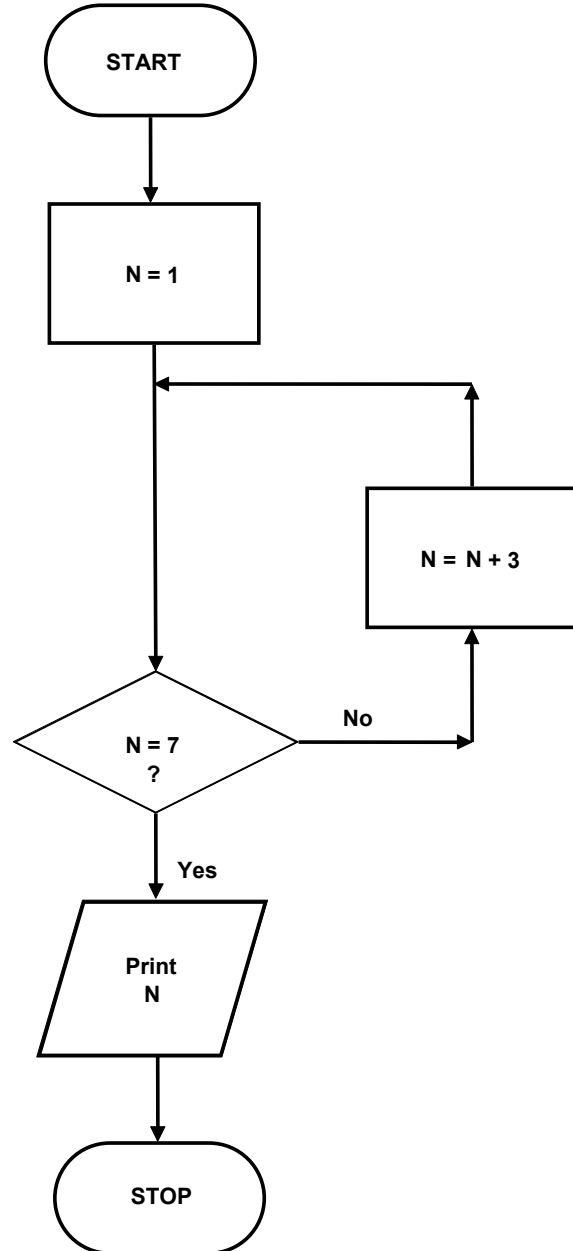 START
N = 1
N = N + 3
No
N = 7
?
Yes
Print
N
STOP